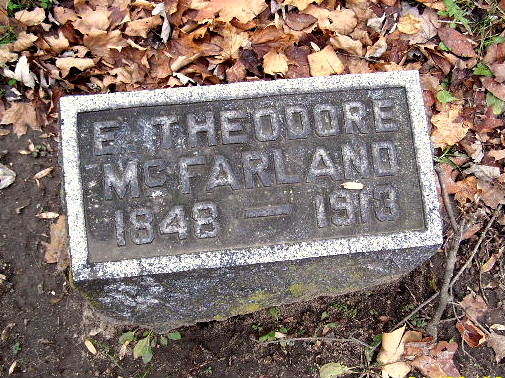 E. THEODORE
McFARLAND
1848 — 1913